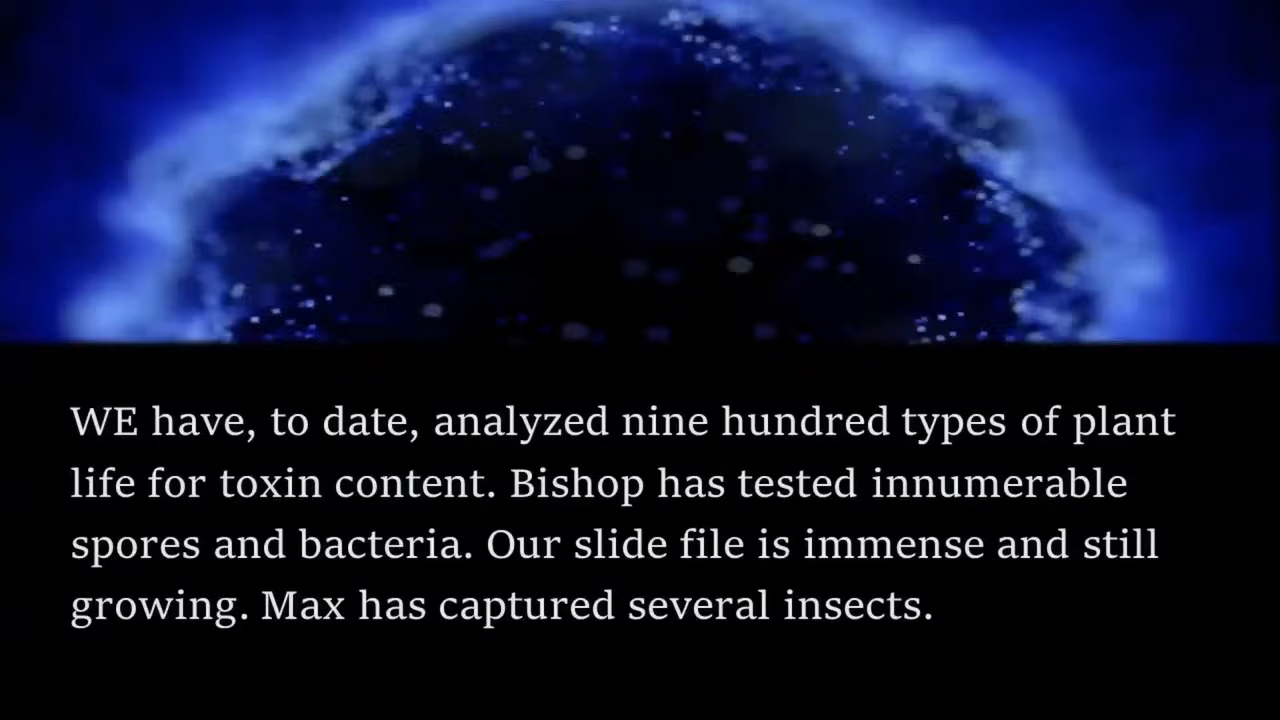 WE have, to date, analyzed nine hundred types of plant
life for toxin content. Bishop has tested innumerable
spores and bacteria. Our slide file is immense and still
growing. Max has captured several insects.